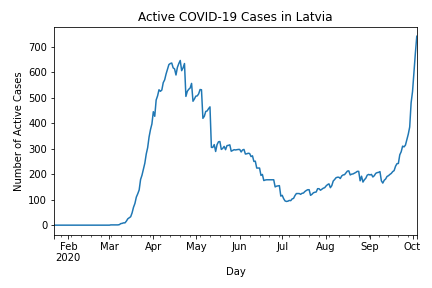 Active COVID-19 Cases in Latvia
Number of Active Cases
700
600
500
400
300
200
100
0
Feb Mar Apr May Jun Jul Aug Sep Oct
2020
Day